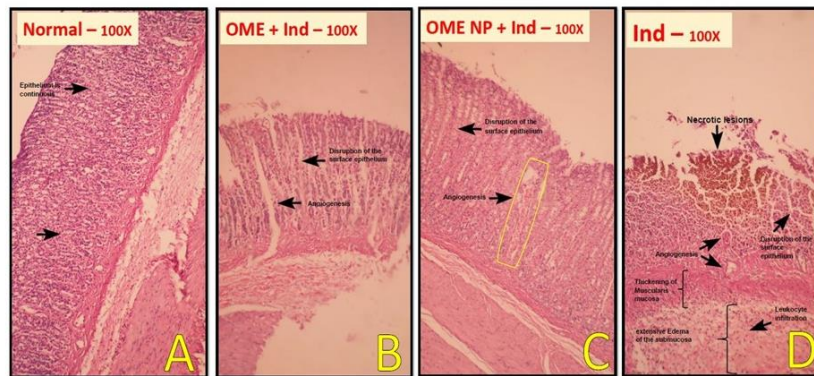 Normal – 100X
Epithelium is
continuous
A
OME + Ind – 100X
Disruption of the
surface epithelium
Angiogenesis
B
OME NP + Ind – 100X
Disruption of the
surface epithelium
Angiogenesis
C
Ind – 100X
Necrotic lesions
Disruption of the
surface
epithelium
Angiogenesis
Thickening of
Muscularis
mucosa
Leukocyte
infiltration
extensive Edema
of the submucosa
D